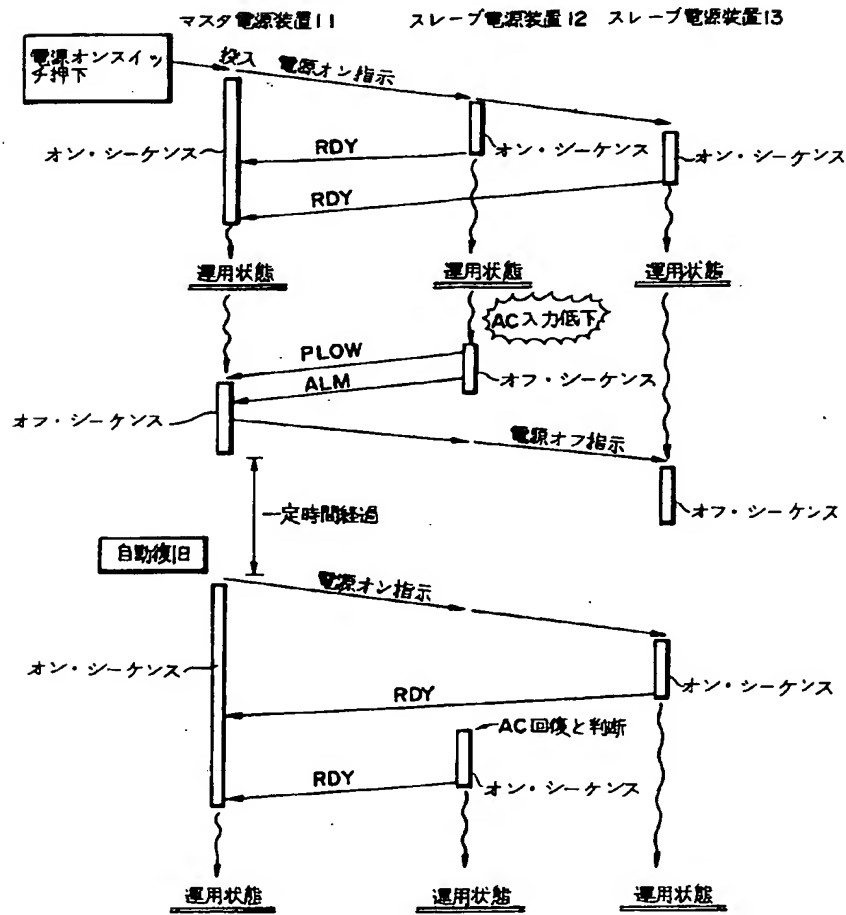 マスタ電源装置11
スレーブ電源装置12
スレーブ電源装置13
電源オンスイッ
チ押下
投入
電源オン指示
オン・シーケンス
RDY
オン・シーケンス
オン・シーケンス
RDY
運用状態
運用状態
運用状態
AC入力低下
PLOW
ALM
オフ・シーケンス
オフ・シーケンス
電源オフ指示
一定時間経過
オフ・シーケンス
自動復旧
電源オン指示
オン・シーケンス
RDY
オン・シーケンス
AC回復と判断
RDY
オン・シーケンス
運用状態
運用状態
運用状態